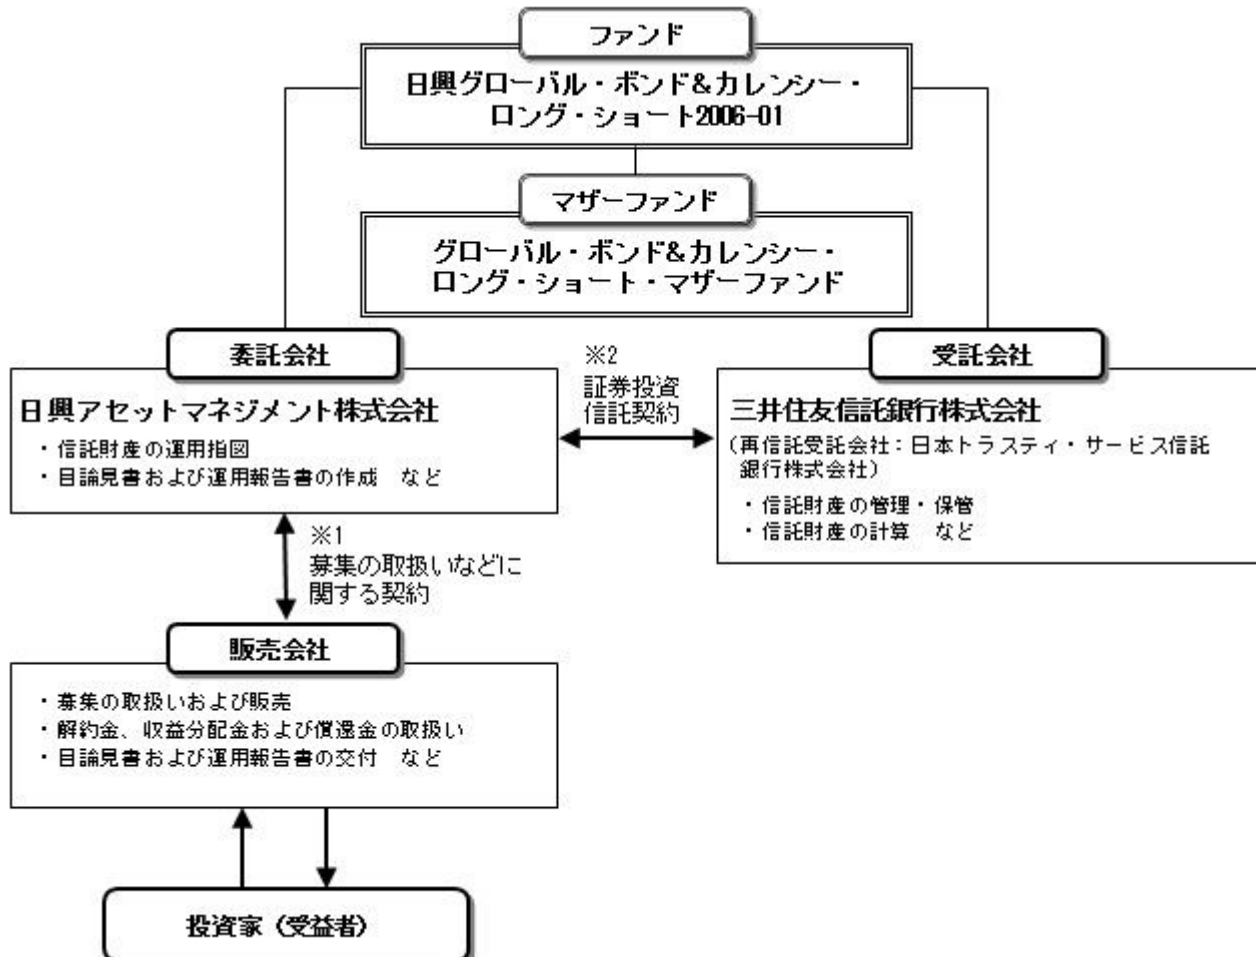 ファンド
日興グローバル・ボンド&カレンシー・
ロング・ショート2006-01
マザーファンド
グローバル・ボンド&カレンシー・
ロング・ショート・マザーファンド
委託会社
日興アセットマネジメント株式会社
・信託財産の運用指図
・目論見書および運用報告書の作成 など
※2
証券投資
信託契約
受託会社
三井住友信託銀行株式会社
(再信託受託会社：日本トラスティ・サービス信託
銀行株式会社)
・信託財産の管理・保管
・信託財産の計算 など
※1
募集の取扱いなどに
関する契約
販売会社
・募集の取扱いおよび販売
・解約金、収益分配金および償還金の取扱い
・目論見書および運用報告書の交付 など
投資家（受益者）